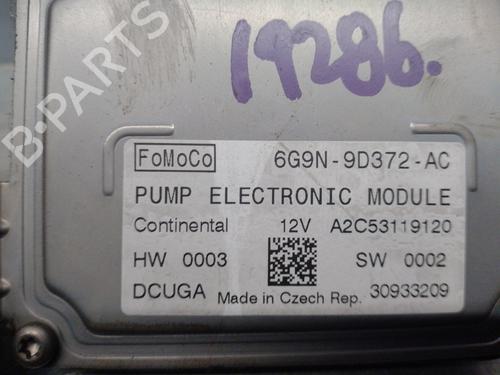 19286.
B-Parts
FoMoCo 6G9N-9D372-AC
PUMP ELECTRONIC MODULE
Continental 12V A2C53119120
HW 0003 SW 0002
DCUGA Made in Czech Rep. 30933209